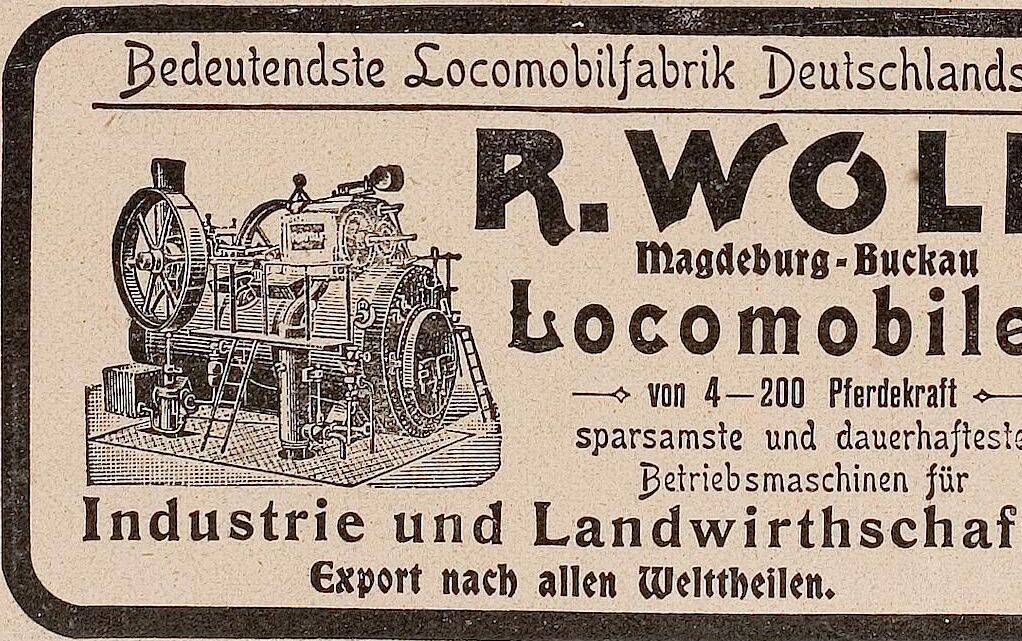 Bedeutendste Locomobilfabrik Deutschlands
R. WOL
Magdeburg-Buckau
Locomobile
von 4—200 Pferdekraft
sparsamste und dauerhafteste
Betriebsmaschinen für
Industrie und Landwirthschaf
Export nach allen Welttheilen.